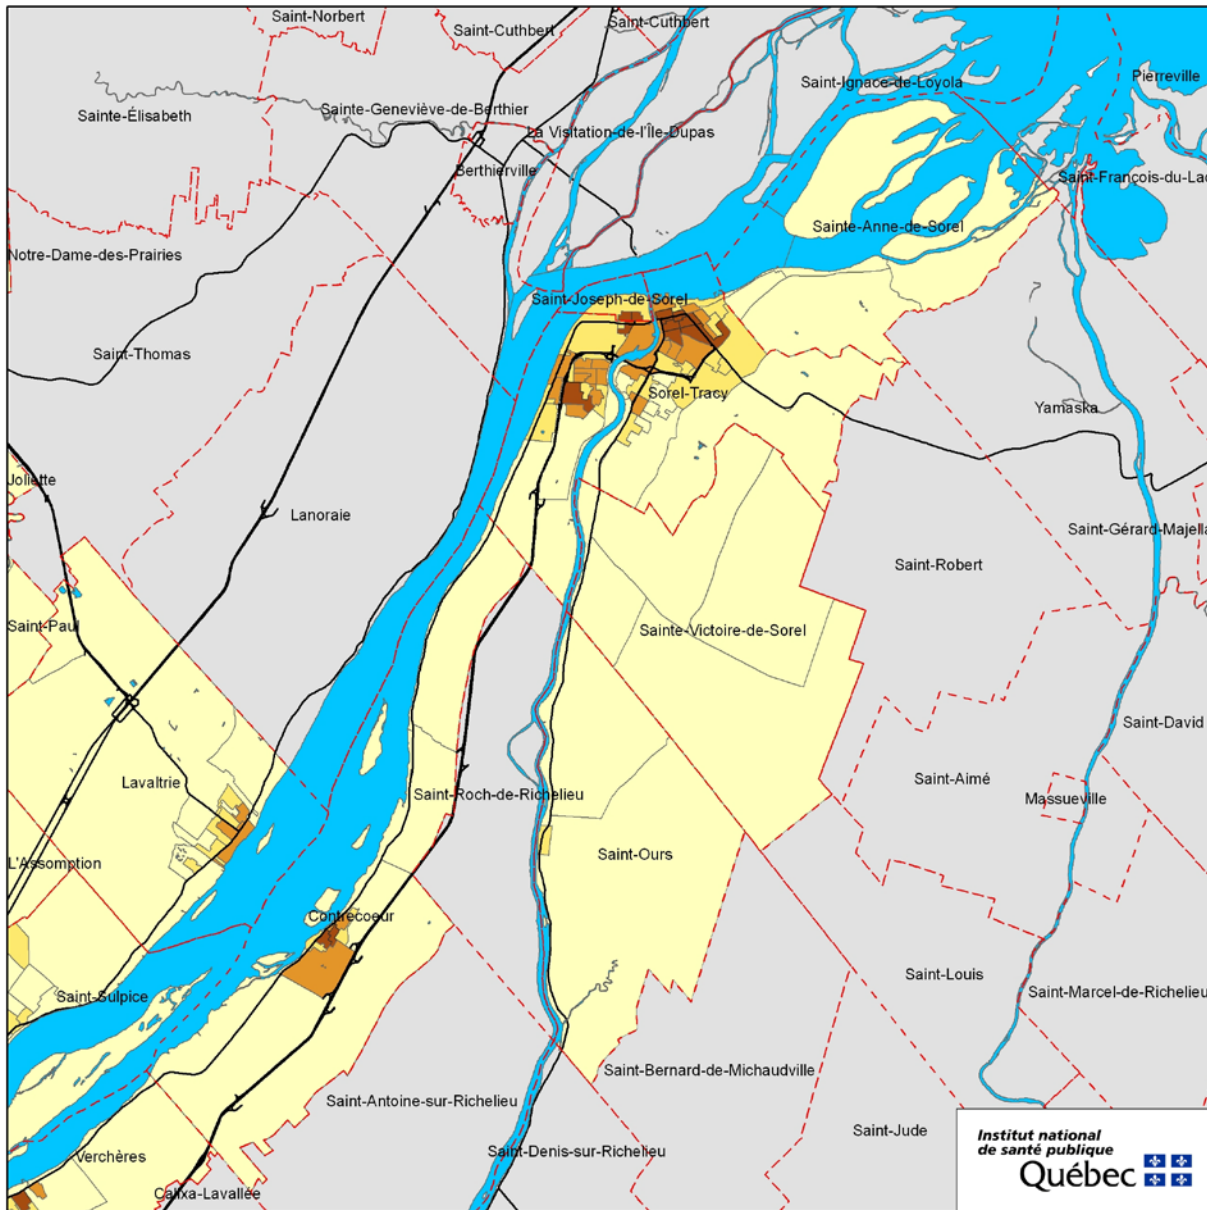 Saint-Norbert
Saint-Cuthbert
Saint-Cuthbert
Saint-Ignace-de-Loyola
Pierreville
Sainte-Élisabeth
Sainte-Geneviève-de-Berthier
La Visitation-de-l'Île-Dupas
Berthierville
Saint-François-du-Lac
Sainte-Anne-de-Sorel
Notre-Dame-des-Prairies
Saint-Joseph-de-Sorel
Saint-Thomas
Sorel-Tracy
Yamaska
Joliette
Lanoraie
Saint-Gérard-Majella
Saint-Robert
Saint-Paul
Sainte-Victoire-de-Sorel
Saint-David
Lavaltrie
Saint-Aimé
Saint-Roch-de-Richelieu
Massueville
L'Assomption
Saint-Ours
Contrecoeur
Saint-Louis
Saint-Sulpice
Saint-Marcel-de-Richelieu
Saint-Bernard-de-Michaudville
Saint-Antoine-sur-Richelieu
Saint-Jude
Saint-Denis-sur-Richelieu
Verchères
Calixa-Lavallée
Institut national
de santé publique
Québec